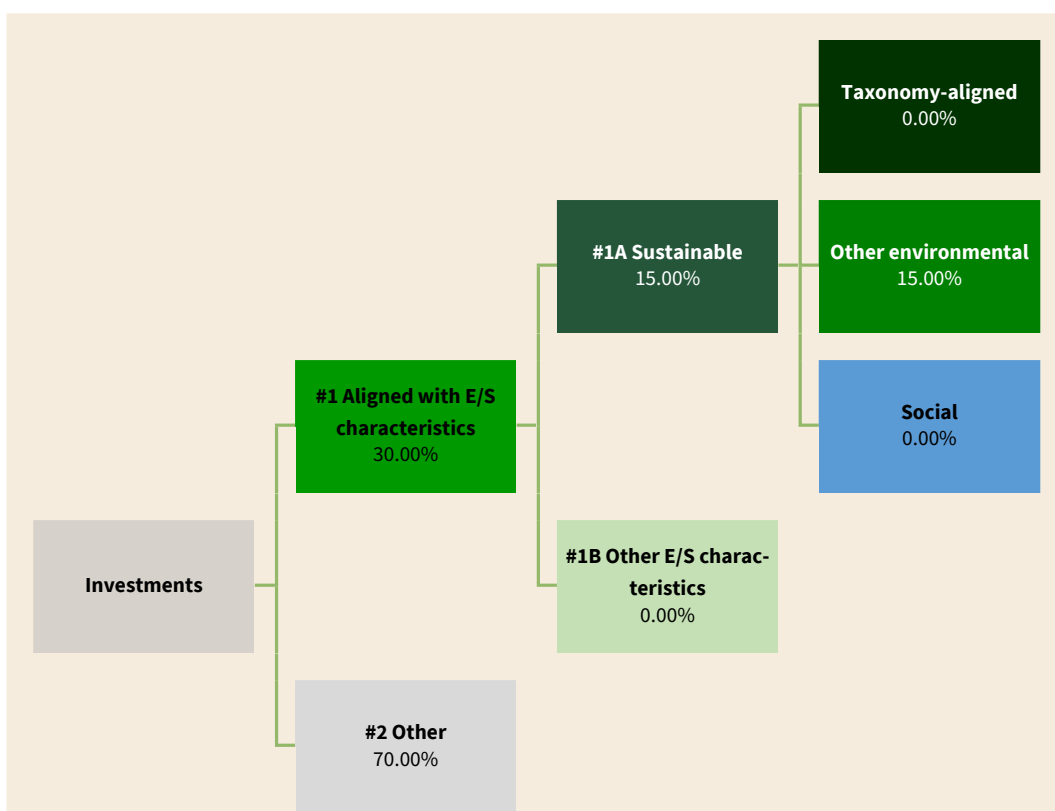 Taxonomy-aligned
0.00%
#1A Sustainable
15.00%
Other environmental
15.00%
#1 Aligned with E/S
characteristics
30.00%
Social
0.00%
Investments
#1B Other E/S charac-
teristics
0.00%
#2 Other
70.00%